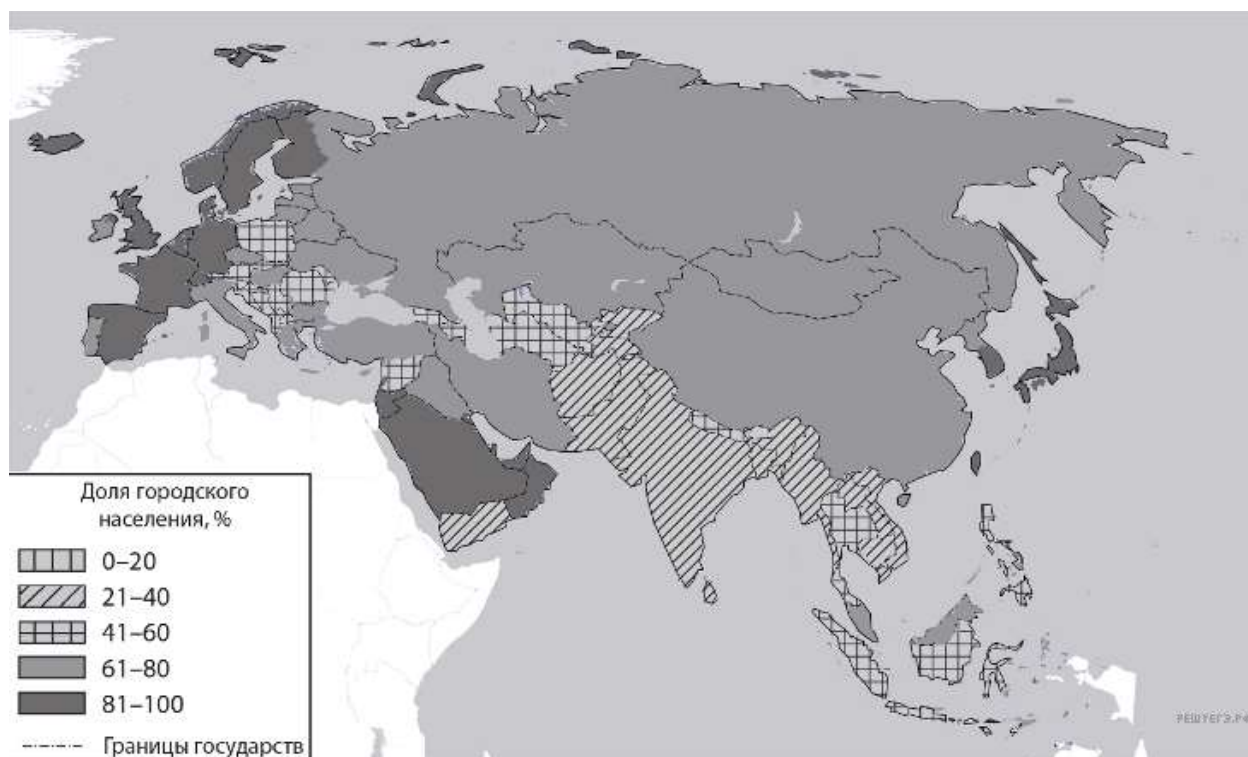 Доля городского
населения, %
0–20
21–40
41–60
61–80
81–100
Границы государств
РЕШУЕГЭ.РФ